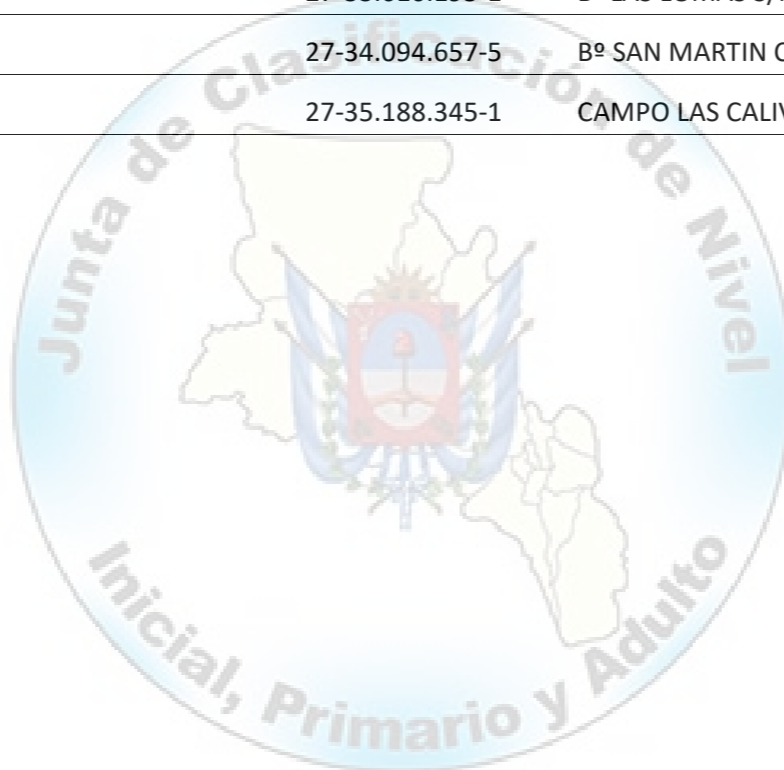 27-34.094.657-5 Bº SAN MARTIN
27-35.188.345-1 CAMPO LAS
Junta de Clasificación de Nivel
Inicial, Primario y Adulto